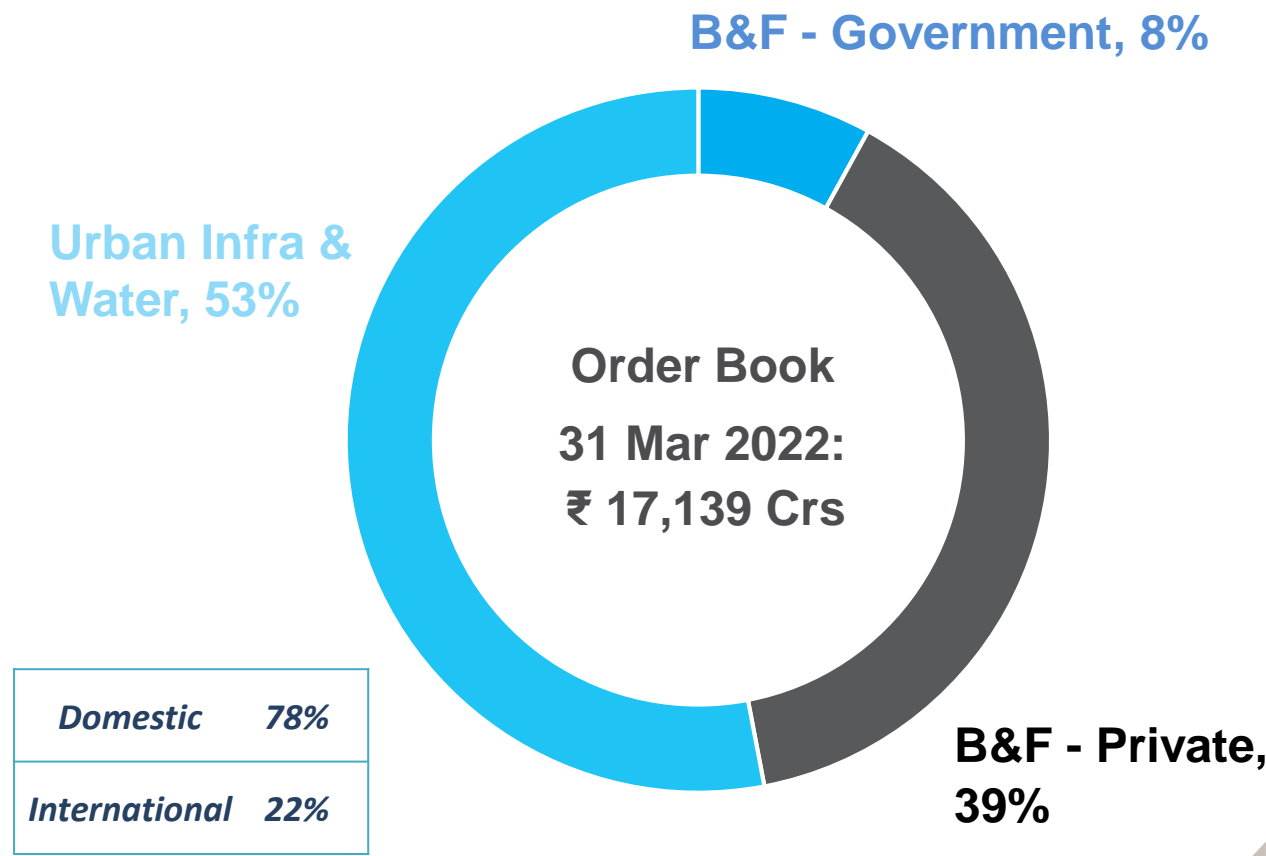 B&F - Government, 8%
Urban Infra &
Water, 53%
Order Book
31 Mar 2022:
₹ 17,139 Crs
Domestic 78%
International 22%
B&F - Private,
39%